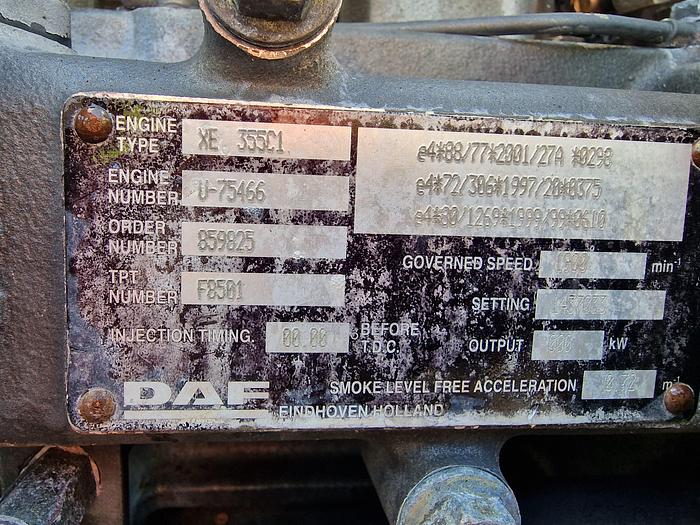 ENGINE TYPE XE 355C1
e4*88/77*2001/27A *0298
ENGINE NUMBER U-75466
e4*72/306*1997/20*0375
ORDER NUMBER 859825
e4*80/1269*1999/99*0610
TPT NUMBER F8501
GOVERNED SPEED min⁻¹
SETTING
INJECTION TIMING. 00.00 BEFORE T.D.C.
OUTPUT kW
DAF
SMOKE LEVEL FREE ACCELERATION
EINDHOVEN HOLLAND